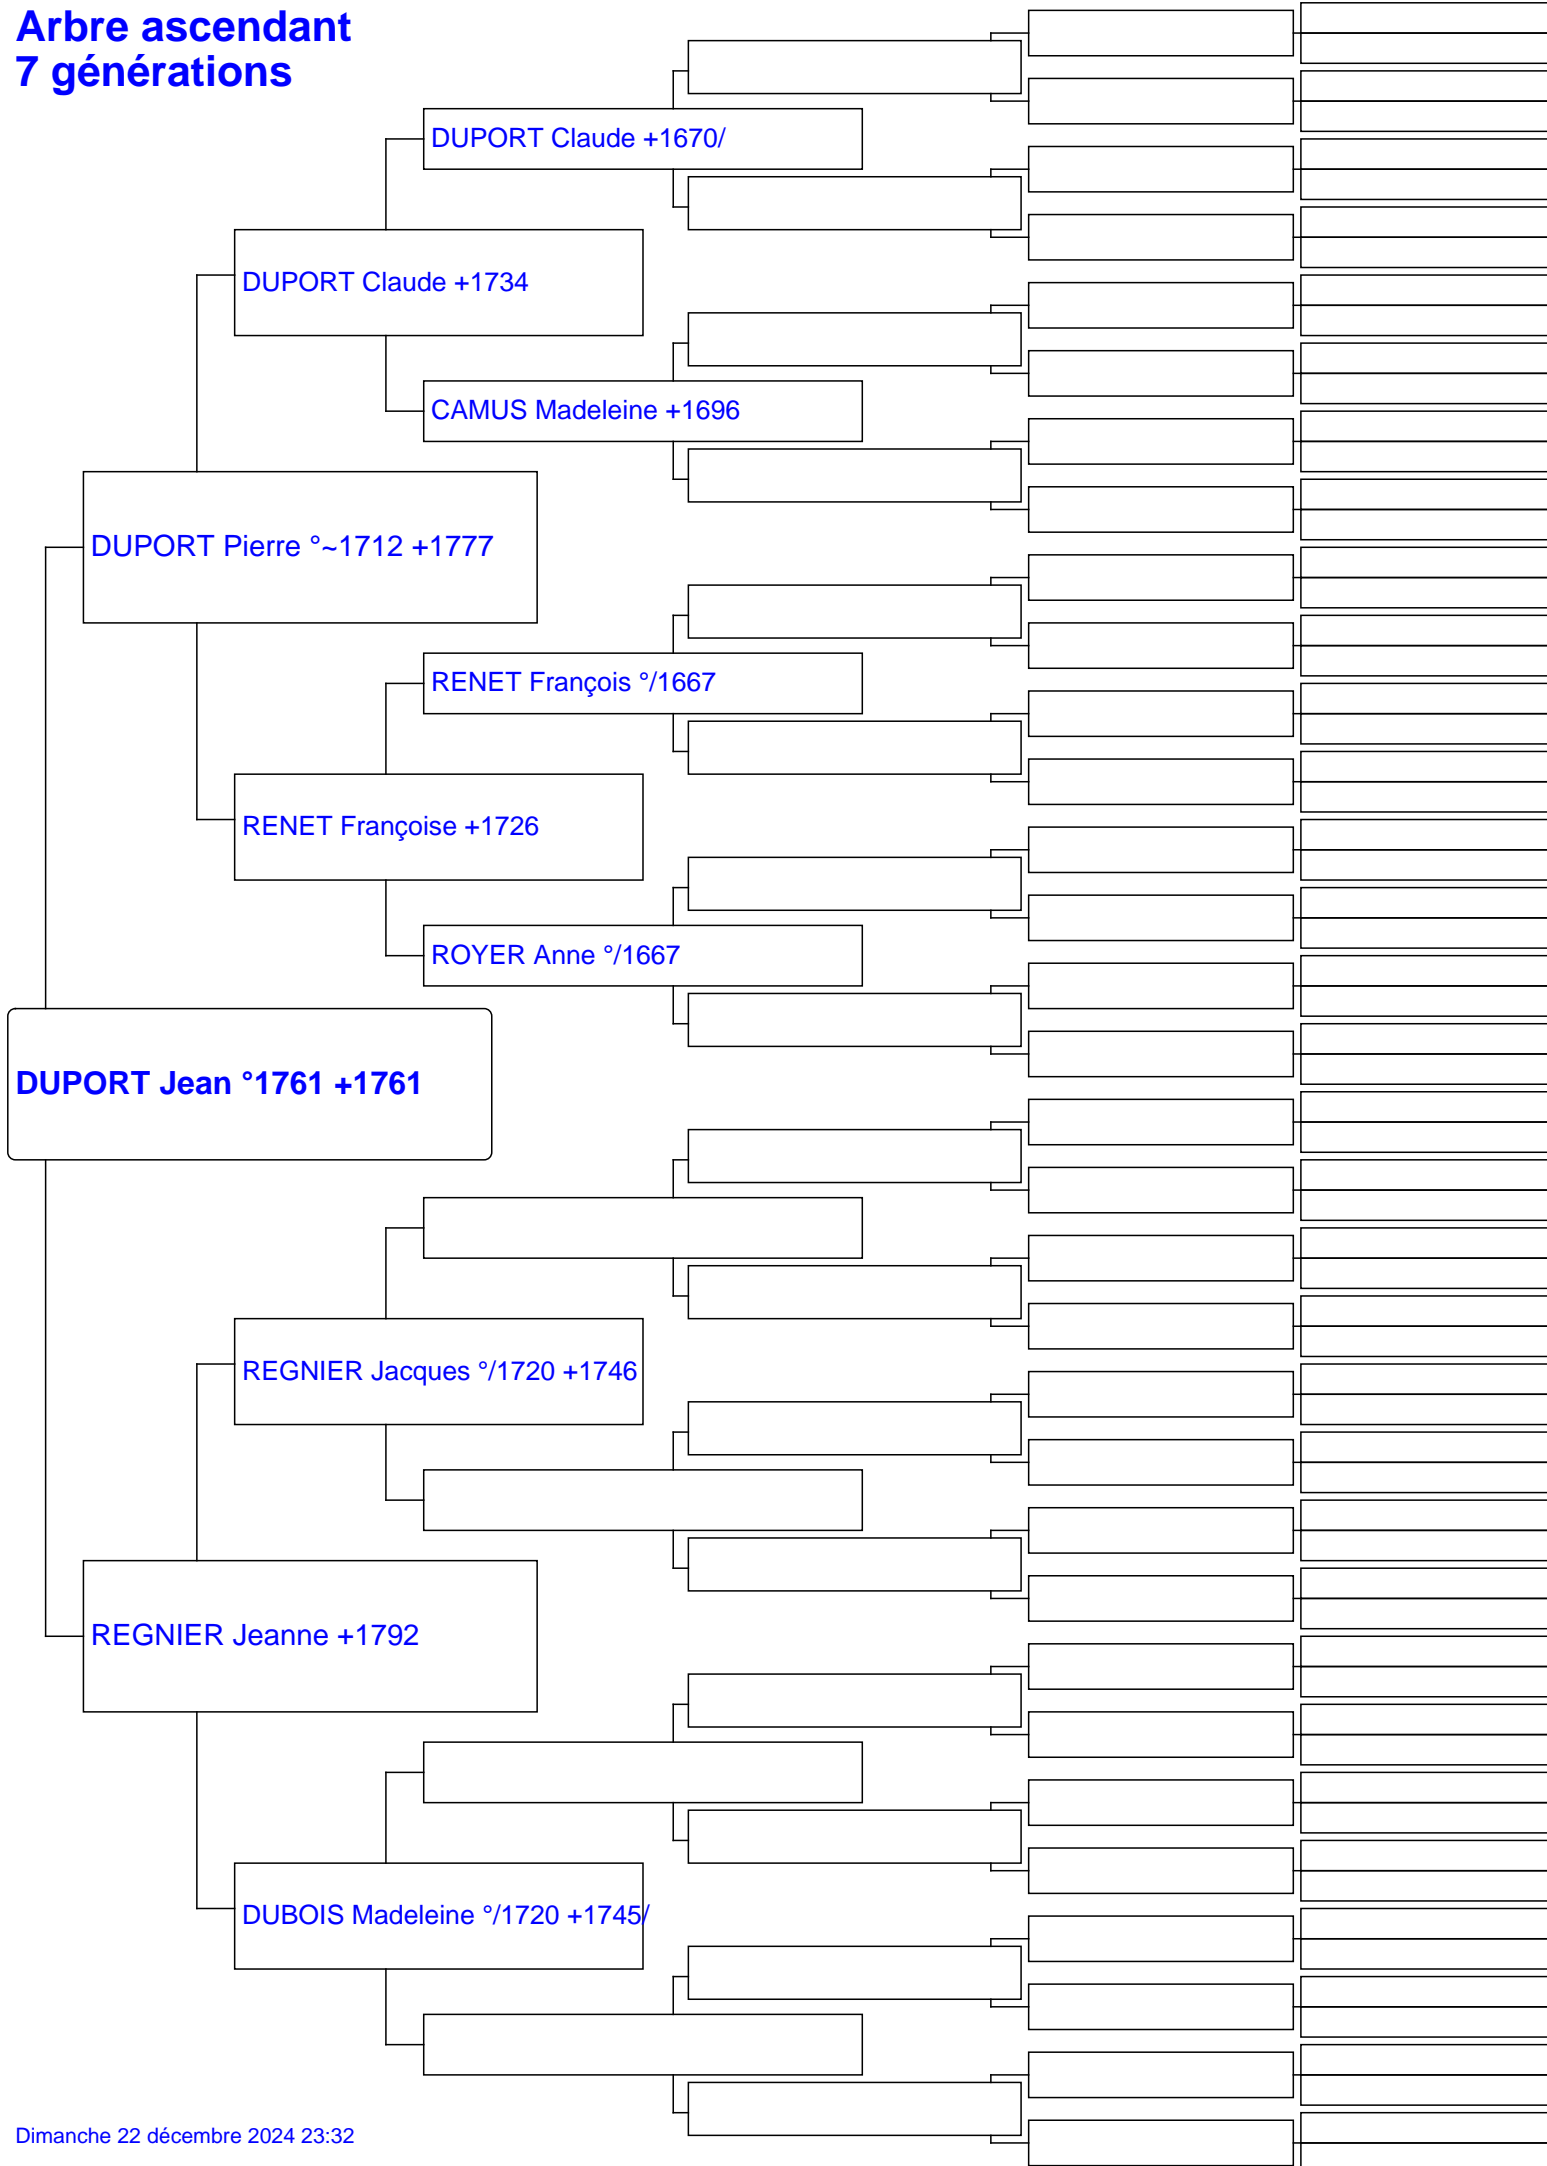 Arbre ascendant
7 générations
DUPORT Claude +1670/
DUPORT Claude +1734
CAMUS Madeleine +1696
DUPORT Pierre °~1712 +1777
RENET François °/1667
RENET Françoise +1726
ROYER Anne °/1667
DUPORT Jean °1761 +1761
REGNIER Jacques °/1720 +1746
REGNIER Jeanne +1792
DUBOIS Madeleine °/1720 +1745/
Dimanche 22 décembre 2024 23:32